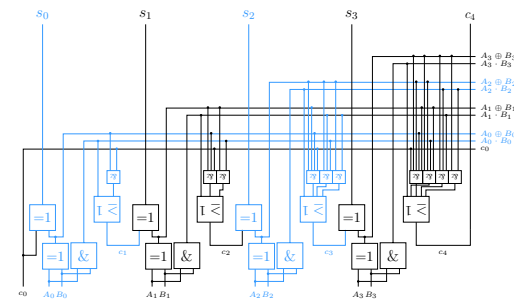 s₀ s₁ s₂ s₃ c₄
A₃ ⊕ B₃
A₃ · B₃
A₂ ⊕ B₂
A₂ · B₂
A₁ ⊕ B₁
A₁ · B₁
A₀ ⊕ B₀
A₀ · B₀
c₀
& & & & & & & & & &
≥1 ≥1 ≥1 ≥1
=1 =1 =1 =1
c₁ c₂ c₃ c₄
=1 & =1 & =1 & =1 &
c₀ A₀ B₀ A₁ B₁ A₂ B₂ A₃ B₃